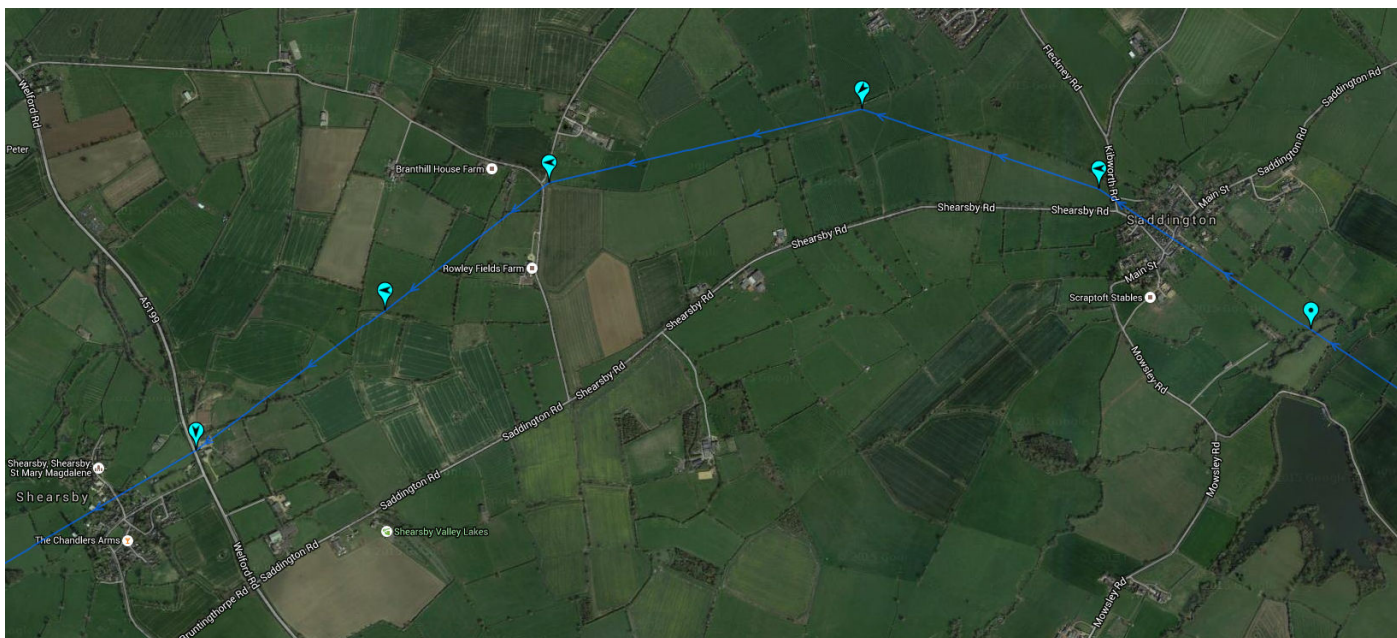 Welford Rd
Peter
A5199
Branthill House Farm
Rowley Fields Farm
Shearsby, Shearsby
St Mary Magdalene
Shearsby
The Chandlers Arms
Welford Rd
Bruntingthorpe Rd
Saddington Rd
Shearsby Valley Lakes
Saddington Rd
Saddington Rd
Shearsby Rd
Shearsby Rd
Shearsby Rd
Shearsby Rd
Shearsby Rd
Fleckney Rd
Kibworth Rd
Saddington Rd
Saddington Rd
Main St
Saddington
Main St
Scraptoft Stables
Mowsley Rd
Mowsley Rd
Mowsley Rd
Mowsley Rd